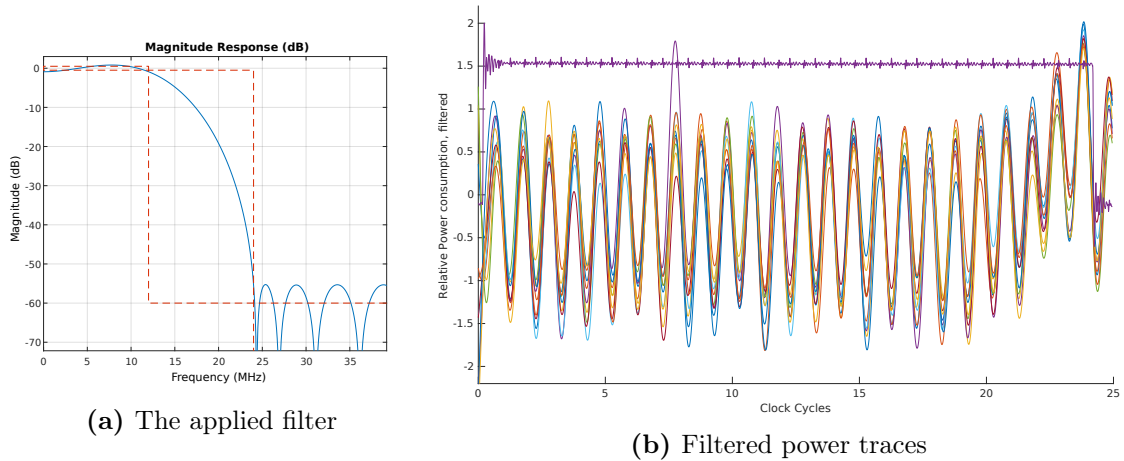 Magnitude Response (dB)
Magnitude (dB)
0
-10
-20
-30
-40
-50
-60
-70
0 5 10 15 20 25 30 35
Frequency (MHz)
(a) The applied filter
Relative Power consumption, filtered
2
1.5
1
0.5
0
-0.5
-1
-1.5
-2
0 5 10 15 20 25
Clock Cycles
(b) Filtered power traces